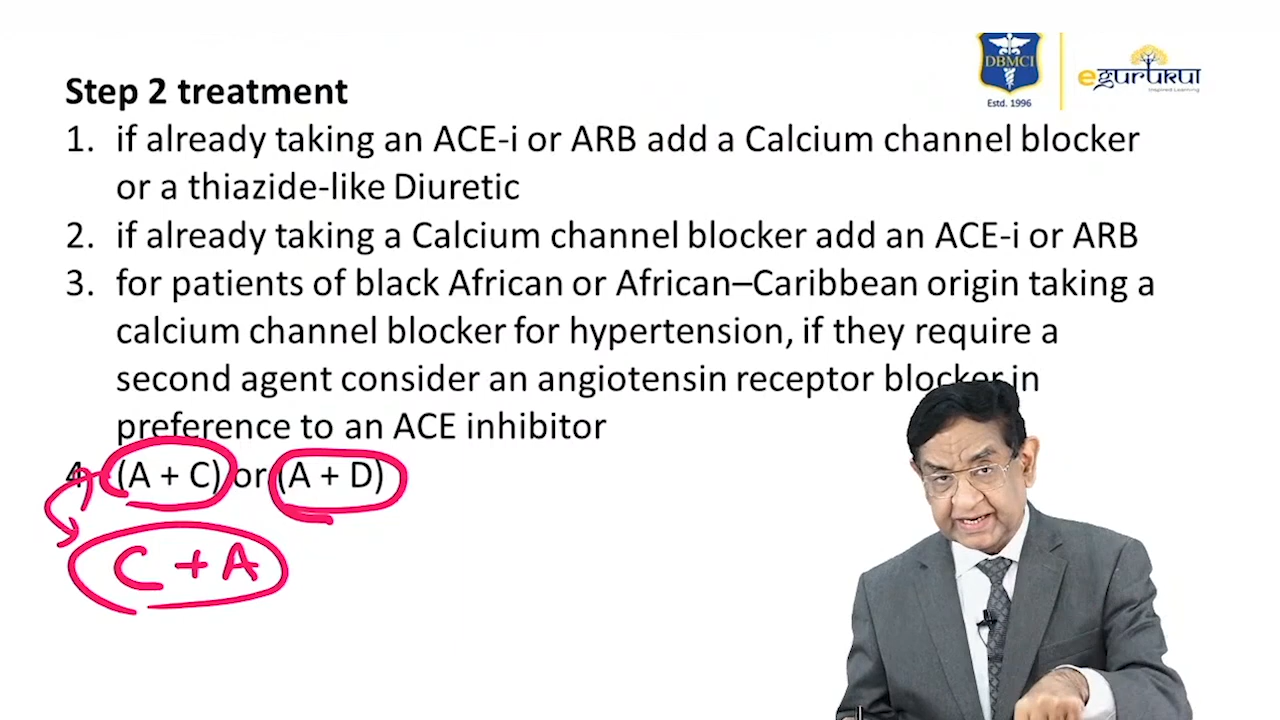 DBMCI
Estd. 1996
egurukul
Inspired Learning
Step 2 treatment
1. if already taking an ACE-i or ARB add a Calcium channel blocker
or a thiazide-like Diuretic
2. if already taking a Calcium channel blocker add an ACE-i or ARB
3. for patients of black African or African–Caribbean origin taking a
calcium channel blocker for hypertension, if they require a
second agent consider an angiotensin receptor blocker in
preference to an ACE inhibitor
4. (A + C) or (A + D)
C + A